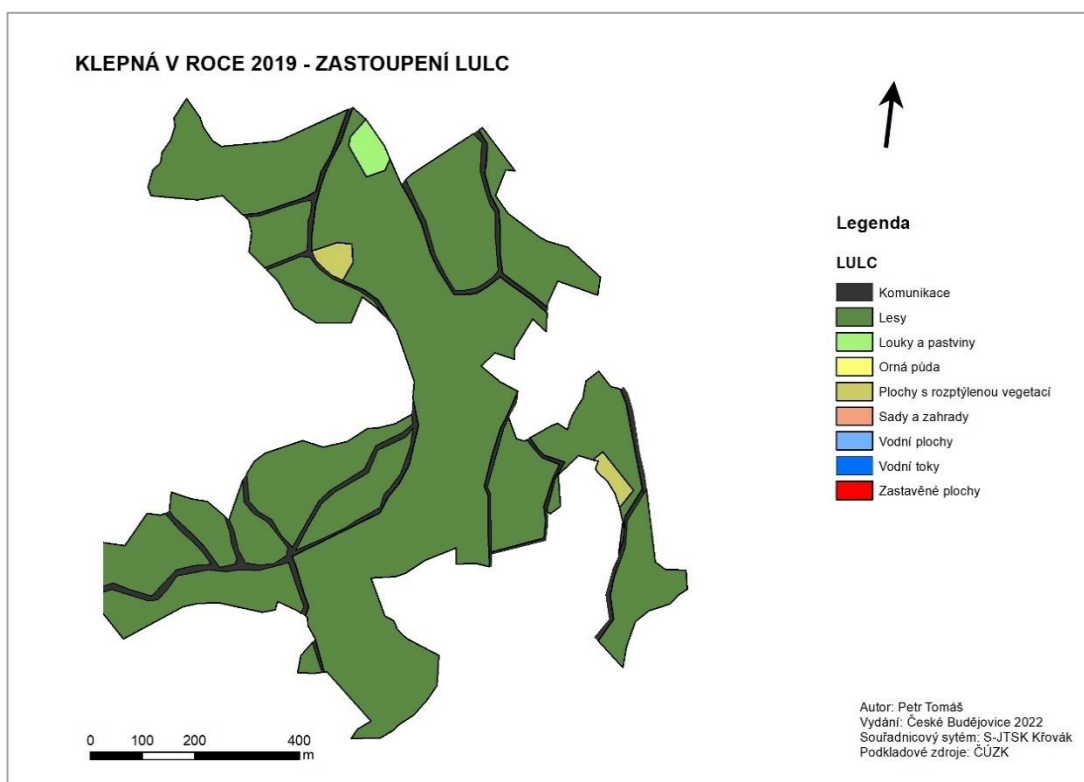 KLEPNÁ V ROCE 2019 - ZASTOUPENÍ LULC
Legenda
LULC
Komunikace
Lesy
Louky a pastviny
Orná půda
Plochy s rozptýlenou vegetací
Sady a zahrady
Vodní plochy
Vodní toky
Zastavěné plochy
0 100 200 400
m
Autor: Petr Tomáš
Vydání: České Budějovice 2022
Souřadnicový sytém: S-JTSK Křovák
Podkladové zdroje: ČÚZK